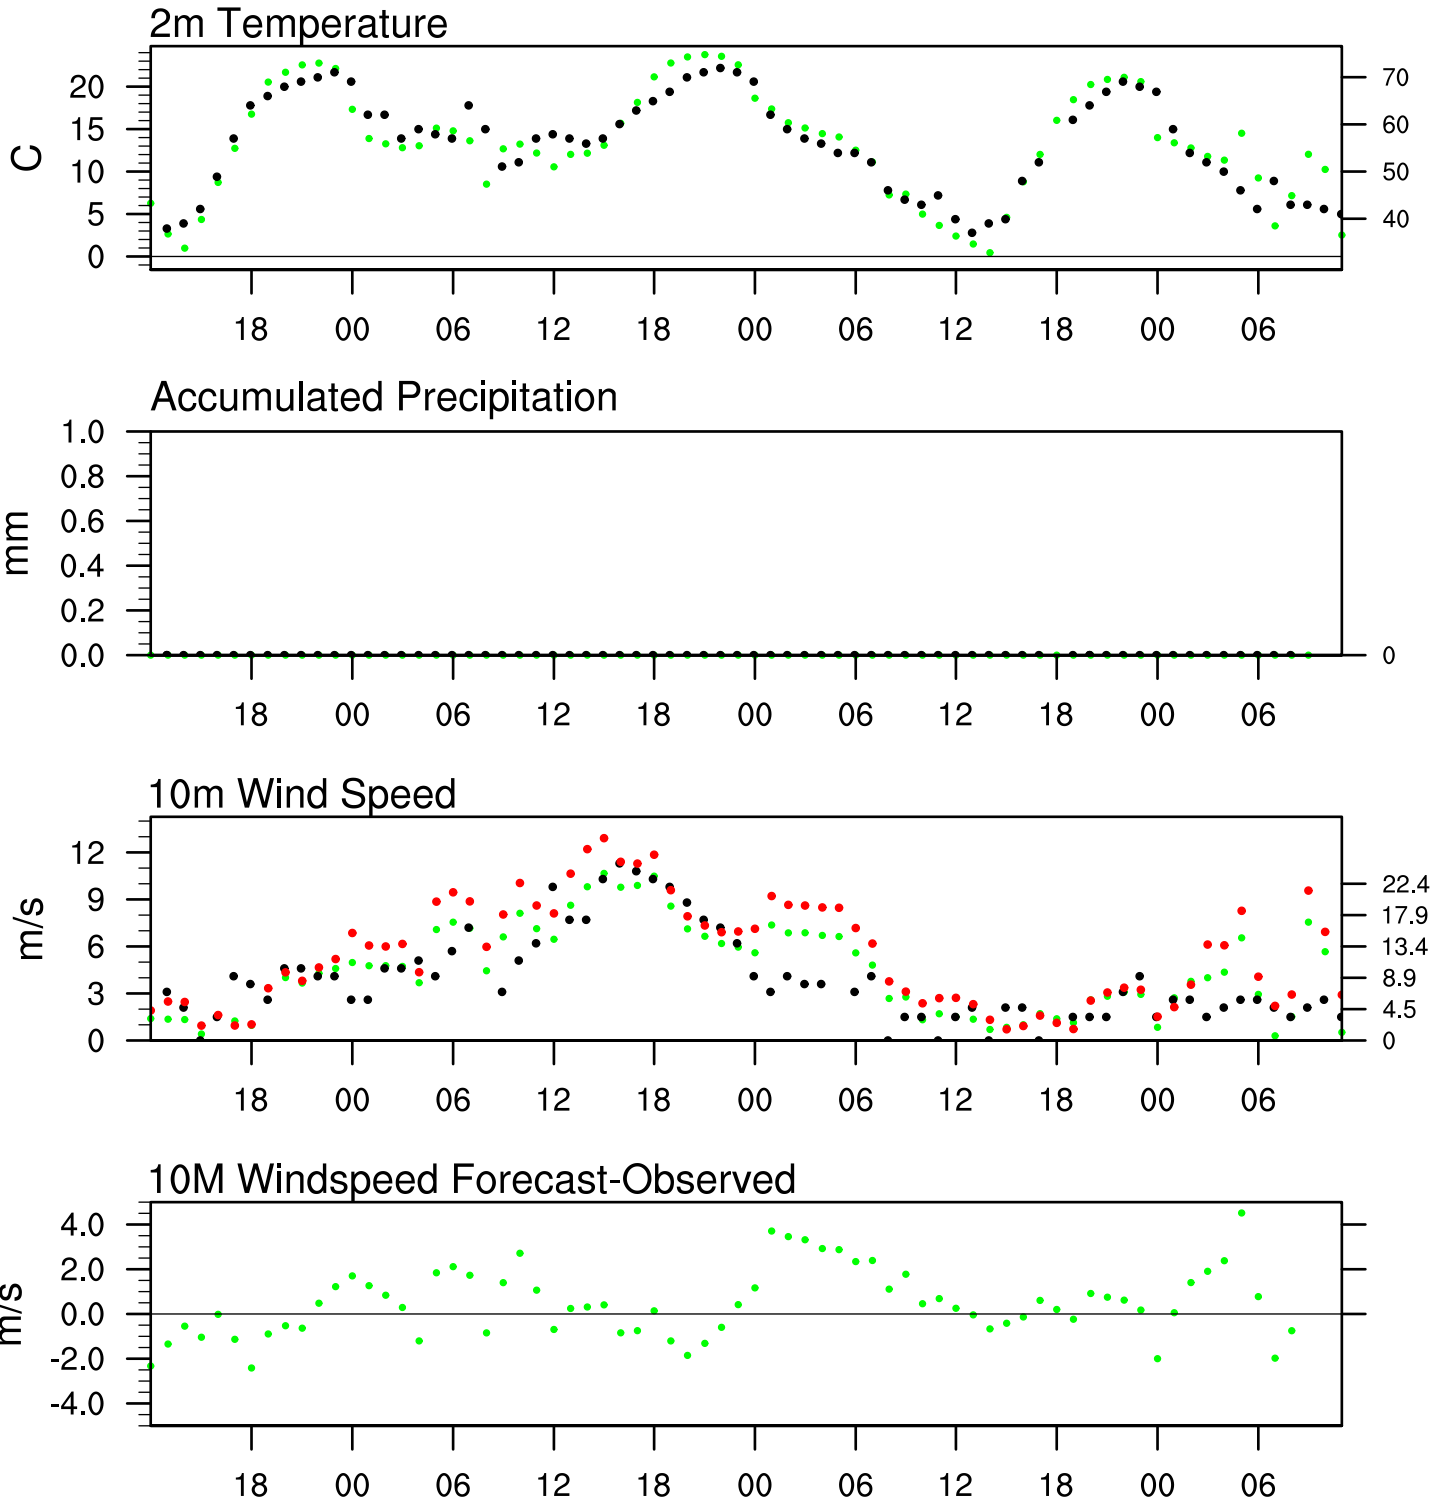 2m Temperature
C
20
15
10
5
0
70
60
50
40
18 00 06 12 18 00 06 12 18 00 06
Accumulated Precipitation
mm
1.0
0.8
0.6
0.4
0.2
0.0
0
18 00 06 12 18 00 06 12 18 00 06
10m Wind Speed
m/s
12
9
6
3
0
22.4
17.9
13.4
8.9
4.5
0
18 00 06 12 18 00 06 12 18 00 06
10M Windspeed Forecast-Observed
m/s
4.0
2.0
0.0
-2.0
-4.0
18 00 06 12 18 00 06 12 18 00 06